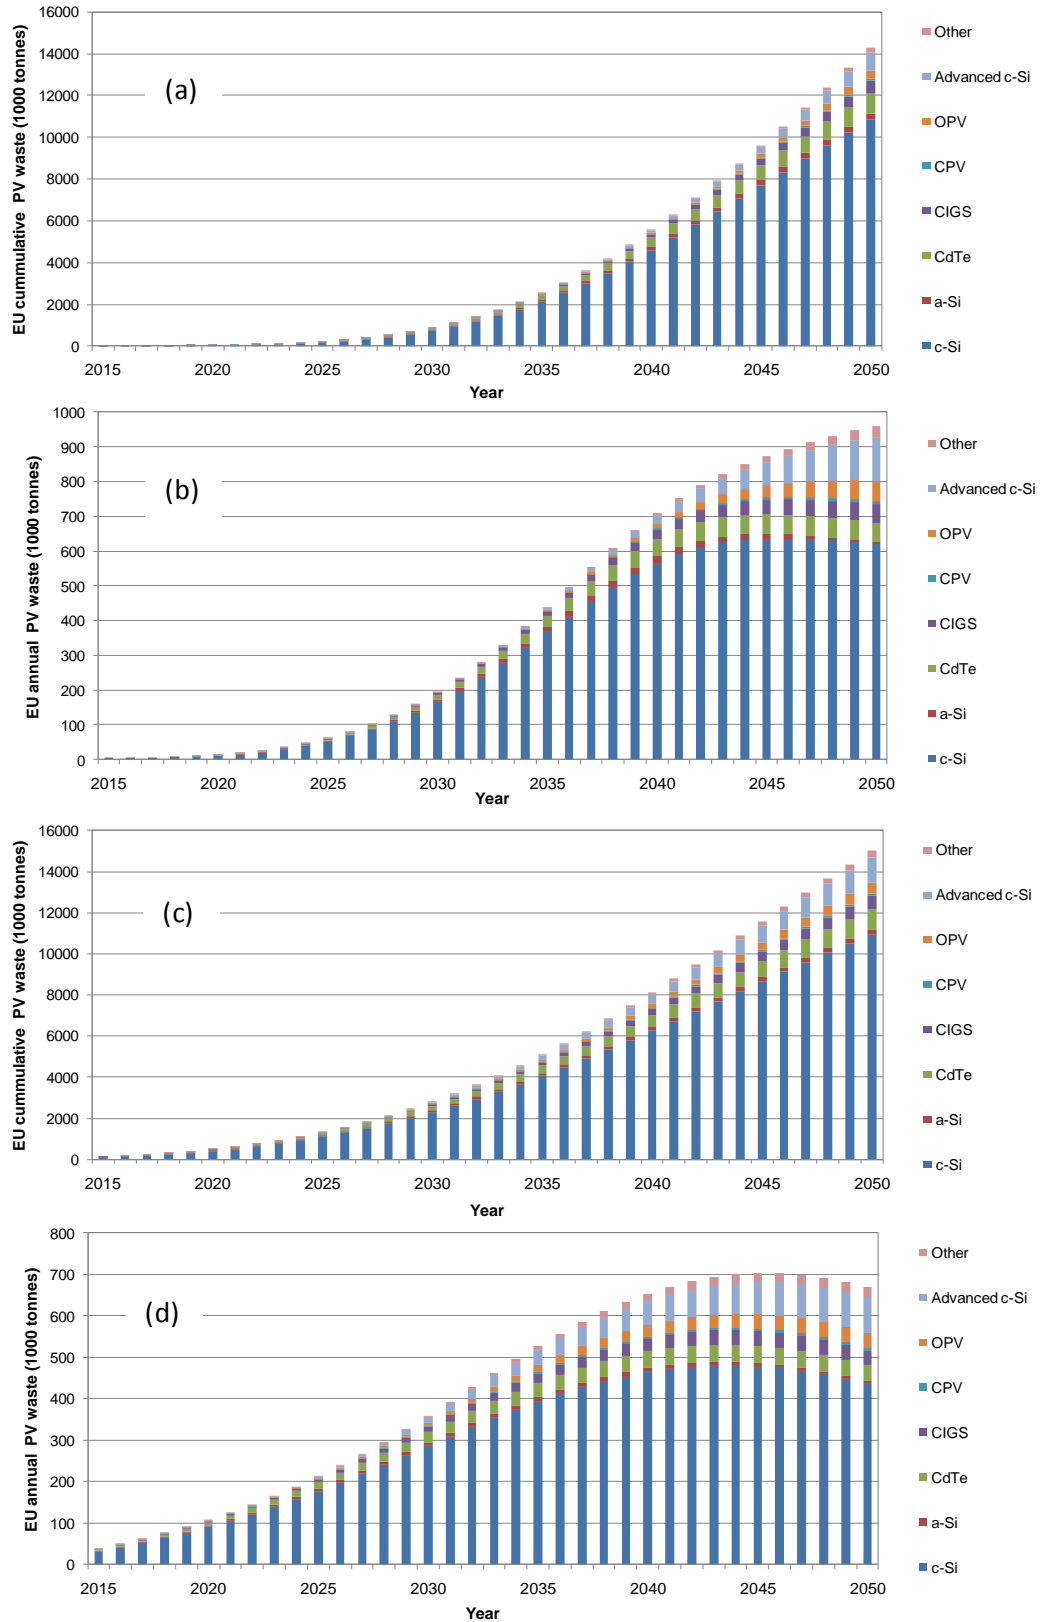 16000
14000
12000
10000
8000
6000
4000
2000
0
EU cummulative PV waste (1000 tonnes)
(a)
2015 2020 2025 2030 2035 2040 2045 2050
Year
Other
Advanced c-Si
OPV
CPV
CIGS
CdTe
a-Si
c-Si
1000
900
800
700
600
500
400
300
200
100
0
EU annual PV waste (1000 tonnes)
(b)
2015 2020 2025 2030 2035 2040 2045 2050
Year
Other
Advanced c-Si
OPV
CPV
CIGS
CdTe
a-Si
c-Si
16000
14000
12000
10000
8000
6000
4000
2000
0
EU cummulative PV waste (1000 tonnes)
(c)
2015 2020 2025 2030 2035 2040 2045 2050
Year
Other
Advanced c-Si
OPV
CPV
CIGS
CdTe
a-Si
c-Si
800
700
600
500
400
300
200
100
0
EU annual PV waste (1000 tonnes)
(d)
2015 2020 2025 2030 2035 2040 2045 2050
Year
Other
Advanced c-Si
OPV
CPV
CIGS
CdTe
a-Si
c-Si